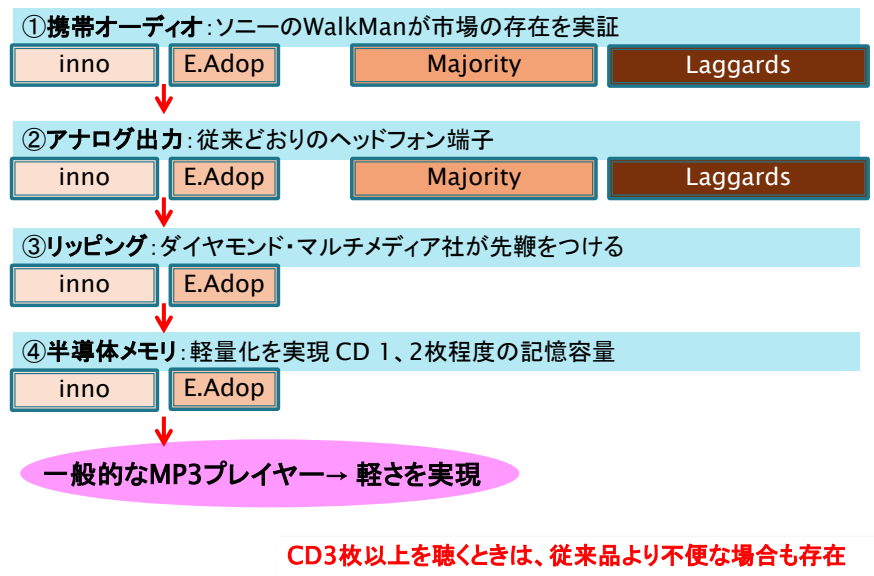 ①携帯オーディオ:ソニーのWalkManが市場の存在を実証
inno E.Adop Majority Laggards
②アナログ出力:従来どおりのヘッドフォン端子
inno E.Adop Majority Laggards
③リッピング:ダイヤモンド・マルチメディア社が先鞭をつける
inno E.Adop
④半導体メモリ:軽量化を実現 CD 1、2枚程度の記憶容量
inno E.Adop
一般的なMP3プレイヤー→ 軽さを実現
CD3枚以上を聴くときは、従来品より不便な場合も存在